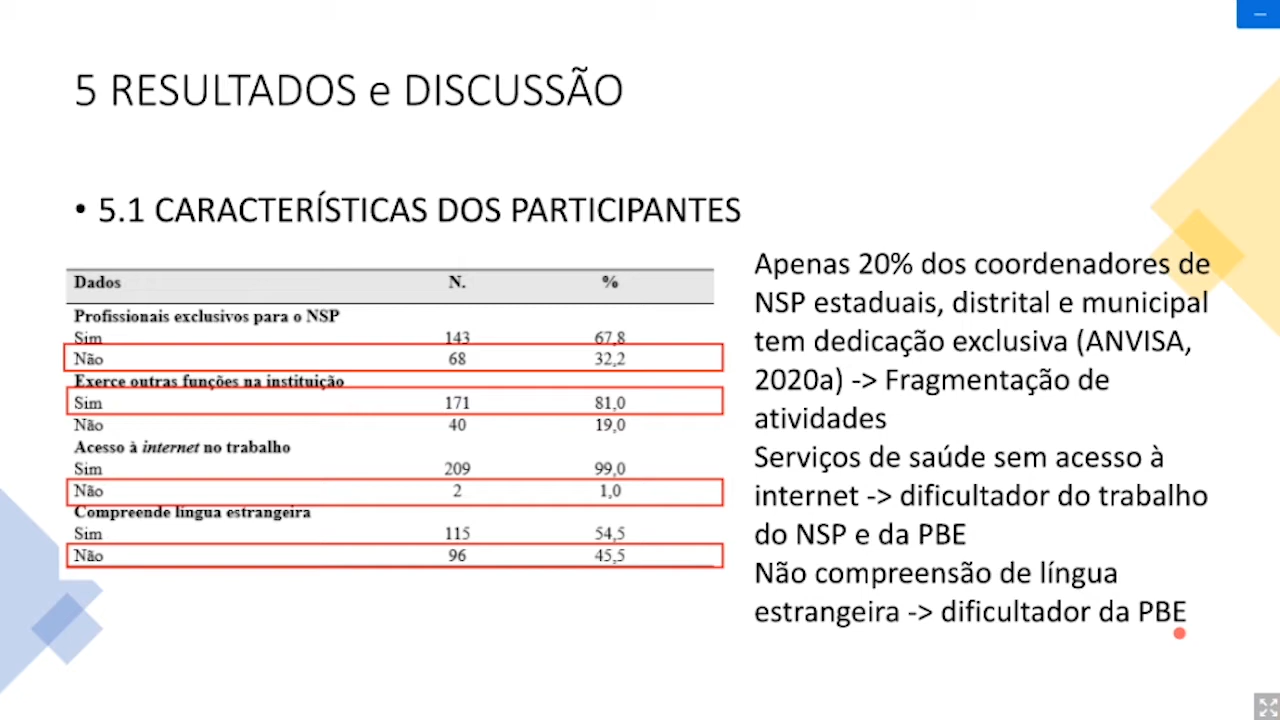 5 RESULTADOS e DISCUSSÃO
• 5.1 CARACTERÍSTICAS DOS PARTICIPANTES
Dados N. %
Profissionais exclusivos para o NSP
Sim 143 67,8
Não 68 32,2
Exerce outras funções na instituição
Sim 171 81,0
Não 40 19,0
Acesso à internet no trabalho
Sim 209 99,0
Não 2 1,0
Compreende língua estrangeira
Sim 115 54,5
Não 96 45,5
Apenas 20% dos coordenadores de
NSP estaduais, distrital e municipal
tem dedicação exclusiva (ANVISA,
2020a) -> Fragmentação de
atividades
Serviços de saúde sem acesso à
internet -> dificultador do trabalho
do NSP e da PBE
Não compreensão de língua
estrangeira -> dificultador da PBE